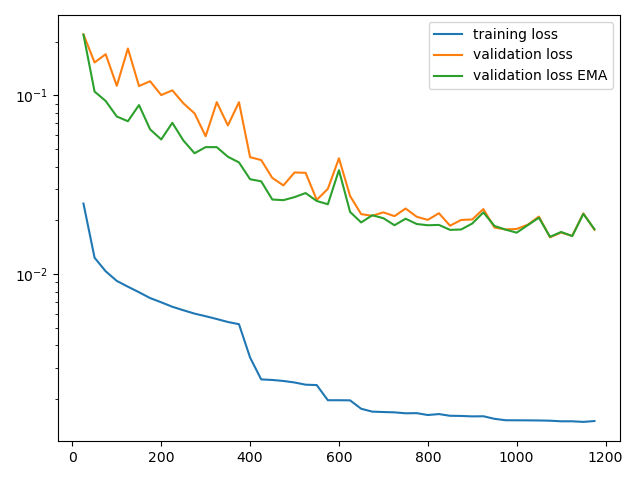 training loss
validation loss
validation loss EMA
10⁻¹
10⁻²
0 200 400 600 800 1000 1200